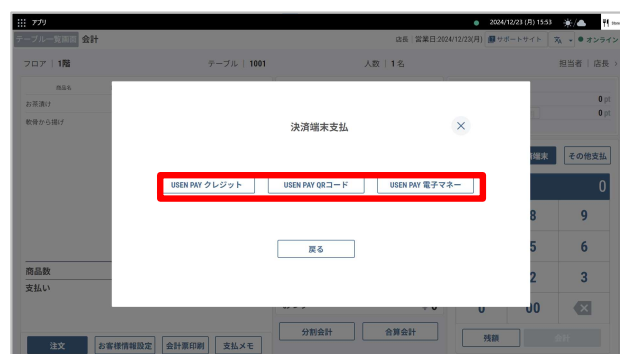 アプリ
2024/12/23 (月) 15:53
テーブル一覧画面 会計
店長 営業日:2024/12/23(月) サポートサイト オンライン
フロア | 1階 テーブル | 1001 人数 | 1 名 担当者 | 店長
商品名
お茶漬け
0 pt
軟骨から揚げ
0 pt
決済端末支払
端末 その他支払
USEN PAY クレジット USEN PAY QRコード USEN PAY 電子マネー
0
8 9
戻る
5 6
商品数
2 3
支払い
0 00
分割会計 合算会計
残額 会計
注文 お客様情報設定 会計票印刷 支払メモ